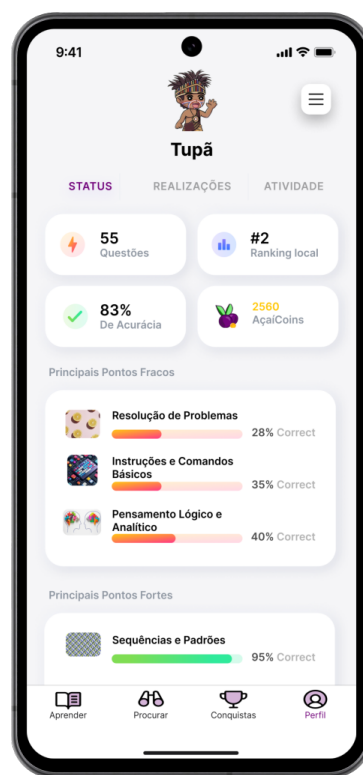 9:41
Tupã
STATUS REALIZAÇÕES ATIVIDADE
55
Questões
#2
Ranking local
83%
De Acurácia
2560
AçaíCoins
Principais Pontos Fracos
Resolução de Problemas
28% Correct
Instruções e Comandos
Básicos
35% Correct
Pensamento Lógico e
Analítico
40% Correct
Principais Pontos Fortes
Sequências e Padrões
95% Correct
Aprender Procurar Conquistas Perfil